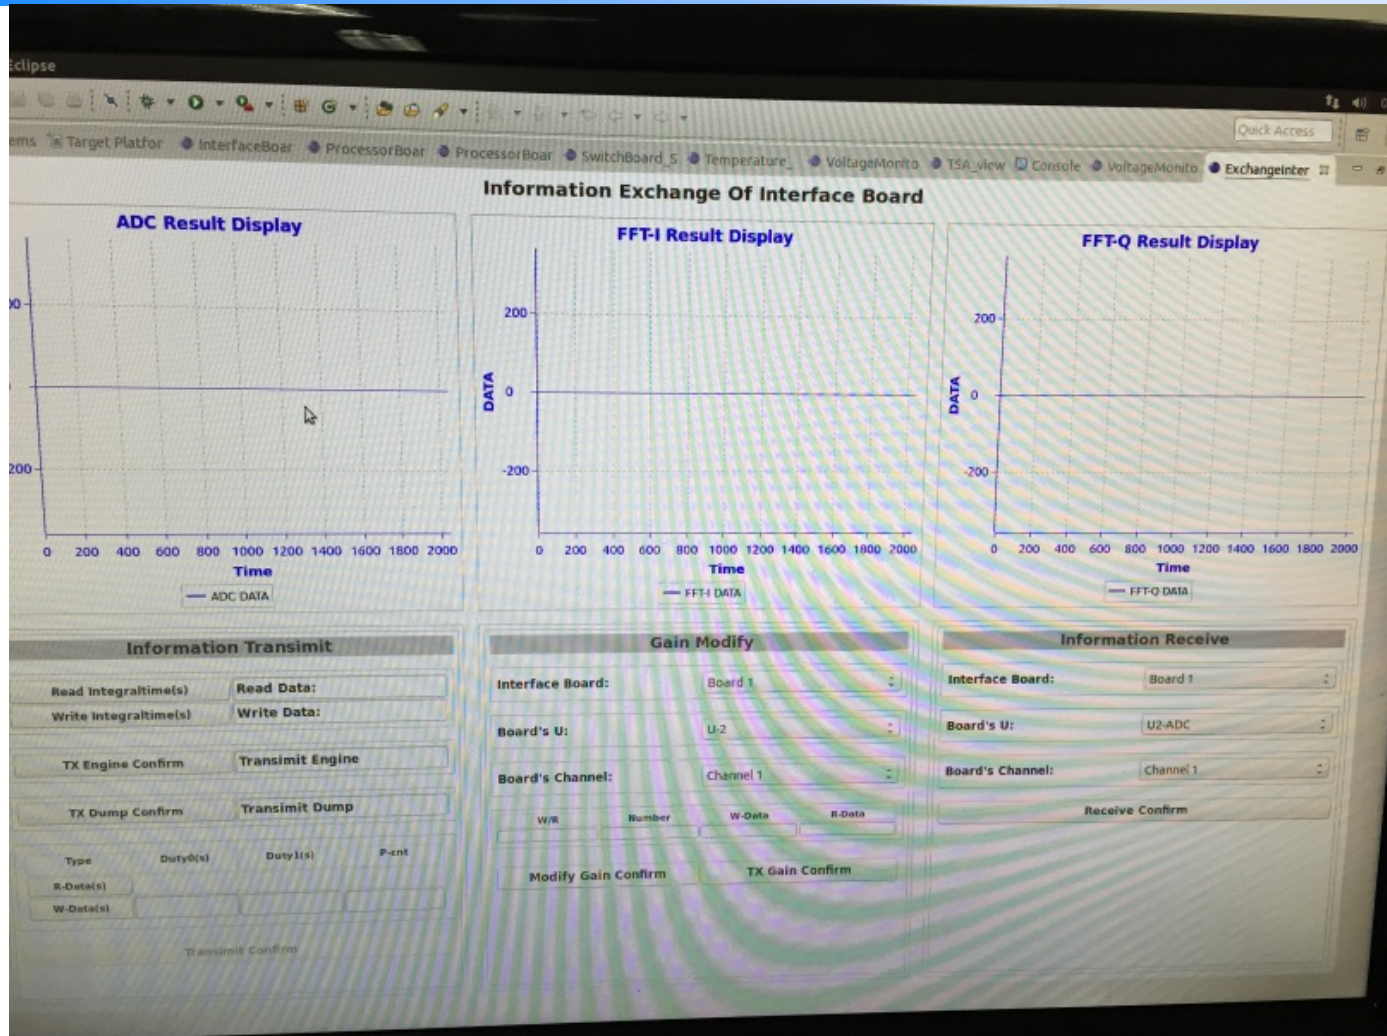 Eclipse
Quick Access
ems Target Platfor InterfaceBoar ProcessorBoar ProcessorBoar SwitchBoard_S Temperature_ VoltageMonito TSA_view Console VoltageMonito ExchangeInter
Information Exchange Of Interface Board
ADC Result Display
00
200
0 200 400 600 800 1000 1200 1400 1600 1800 2000
Time
ADC DATA
FFT-I Result Display
DATA
200
0
-200
0 200 400 600 800 1000 1200 1400 1600 1800 2000
Time
FFT-I DATA
FFT-Q Result Display
DATA
200
0
-200
0 200 400 600 800 1000 1200 1400 1600 1800 2000
Time
FFT-Q DATA
Information Transimit
Read Integraltime(s) Read Data:
Write Integraltime(s) Write Data:
TX Engine Confirm Transimit Engine
TX Dump Confirm Transimit Dump
Type Duty0(s) Duty1(s) P-cnt
R-Data(s)
W-Data(s)
Transimit Confirm
Gain Modify
Interface Board: Board 1
Board's U: U-2
Board's Channel: Channel 1
W/R Number W-Data R-Data
Modify Gain Confirm TX Gain Confirm
Information Receive
Interface Board: Board 1
Board's U: U2-ADC
Board's Channel: Channel 1
Receive Confirm